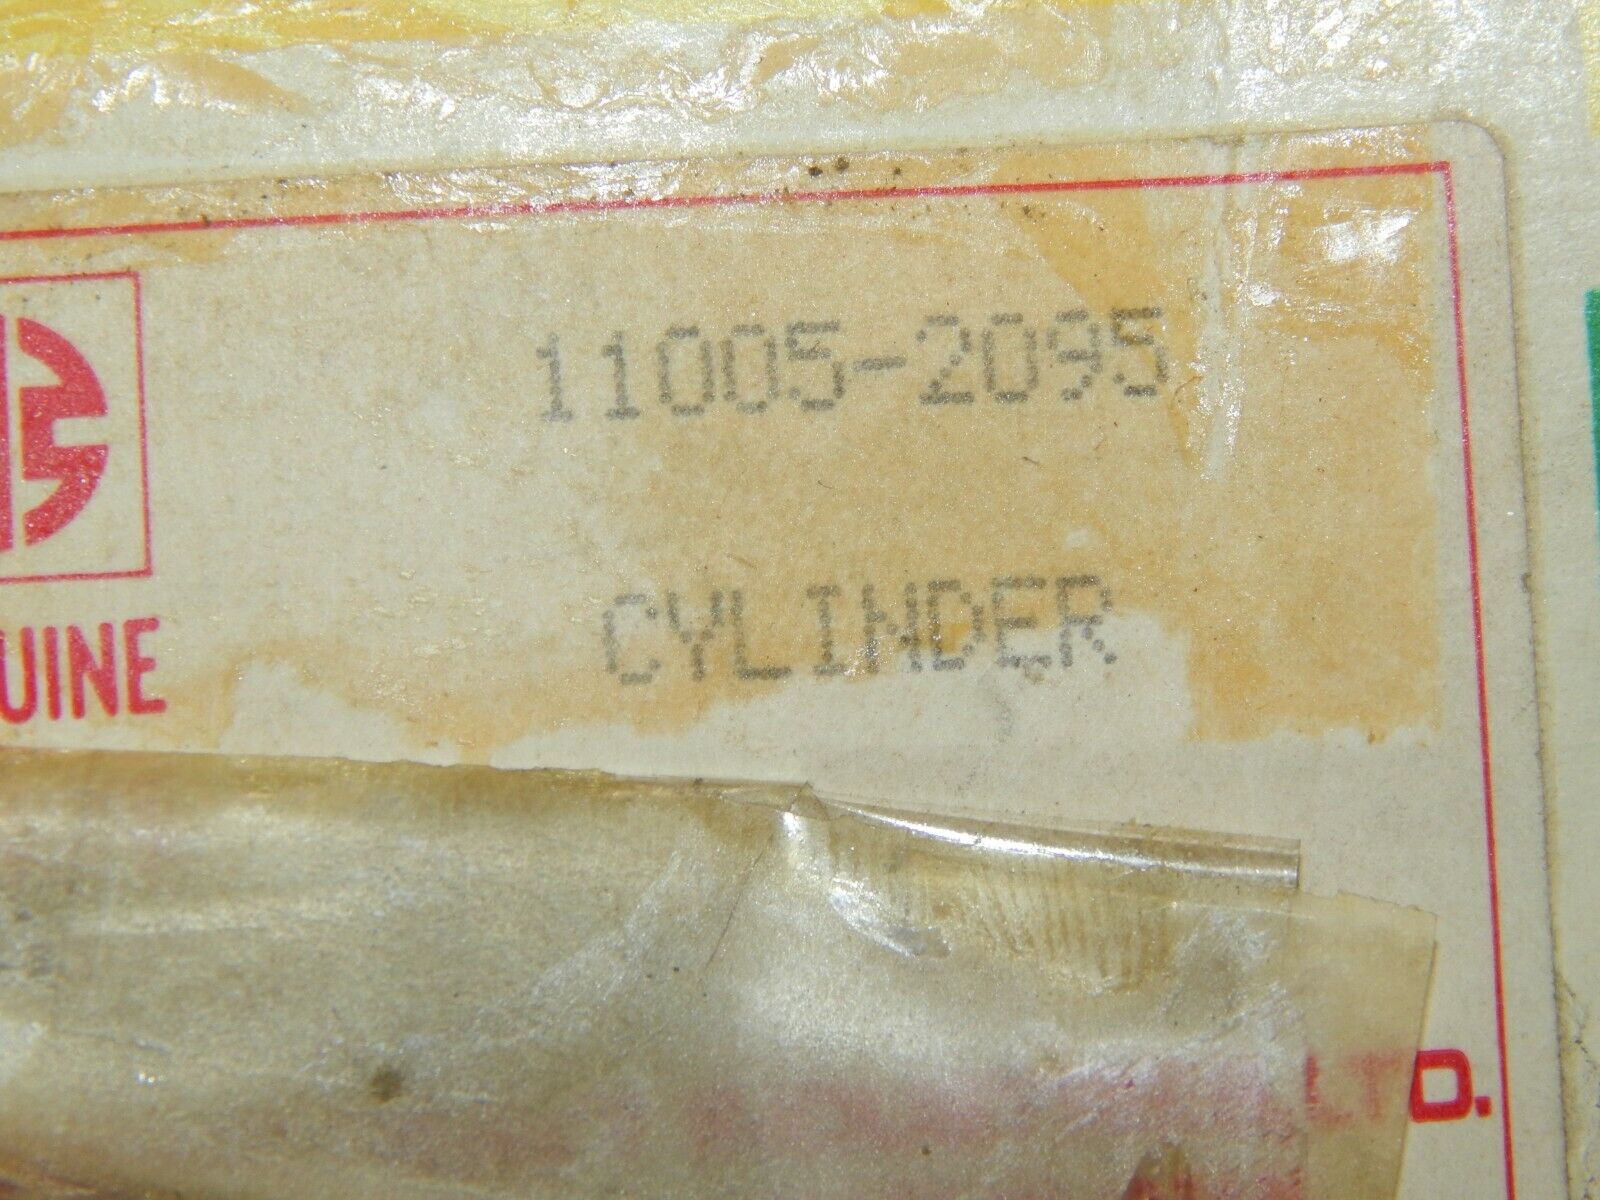 11005-2095
CYLINDER
UINE
LTD.